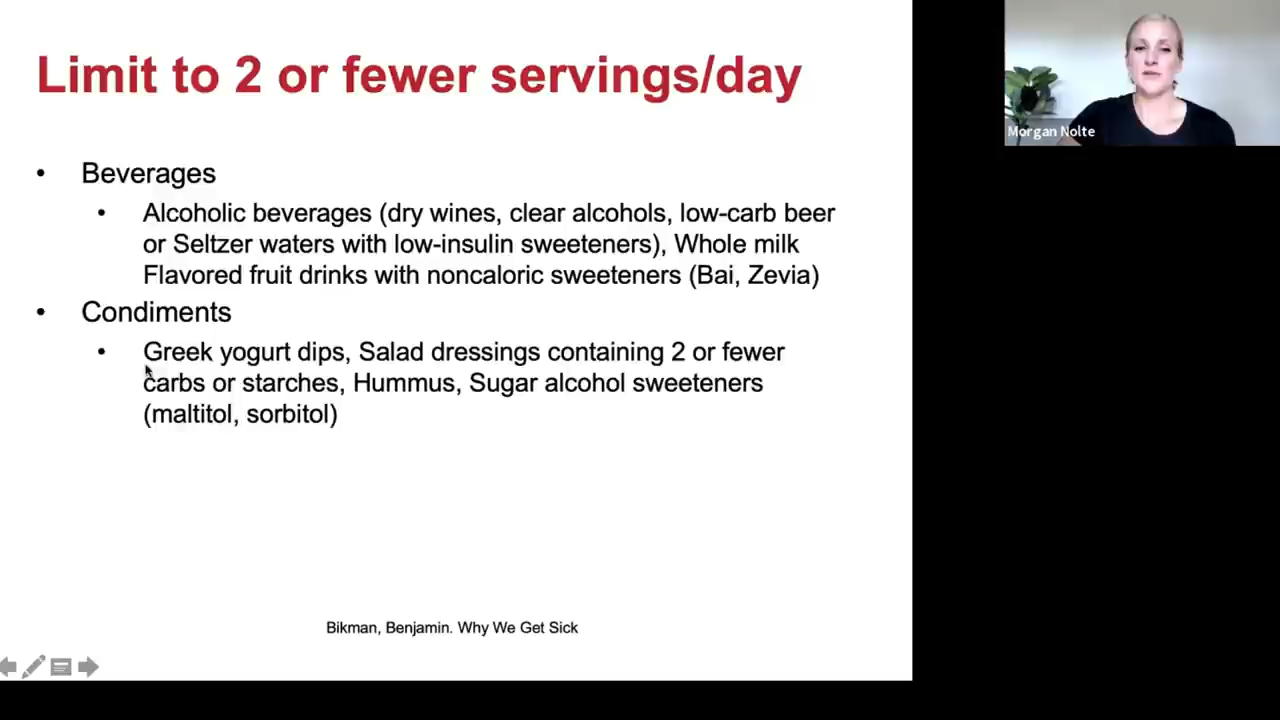 Limit to 2 or fewer servings/day
• Beverages
• Alcoholic beverages (dry wines, clear alcohols, low-carb beer
or Seltzer waters with low-insulin sweeteners), Whole milk
Flavored fruit drinks with noncaloric sweeteners (Bai, Zevia)
• Condiments
• Greek yogurt dips, Salad dressings containing 2 or fewer
carbs or starches, Hummus, Sugar alcohol sweeteners
(maltitol, sorbitol)
Bikman, Benjamin. Why We Get Sick
Morgan Nolte